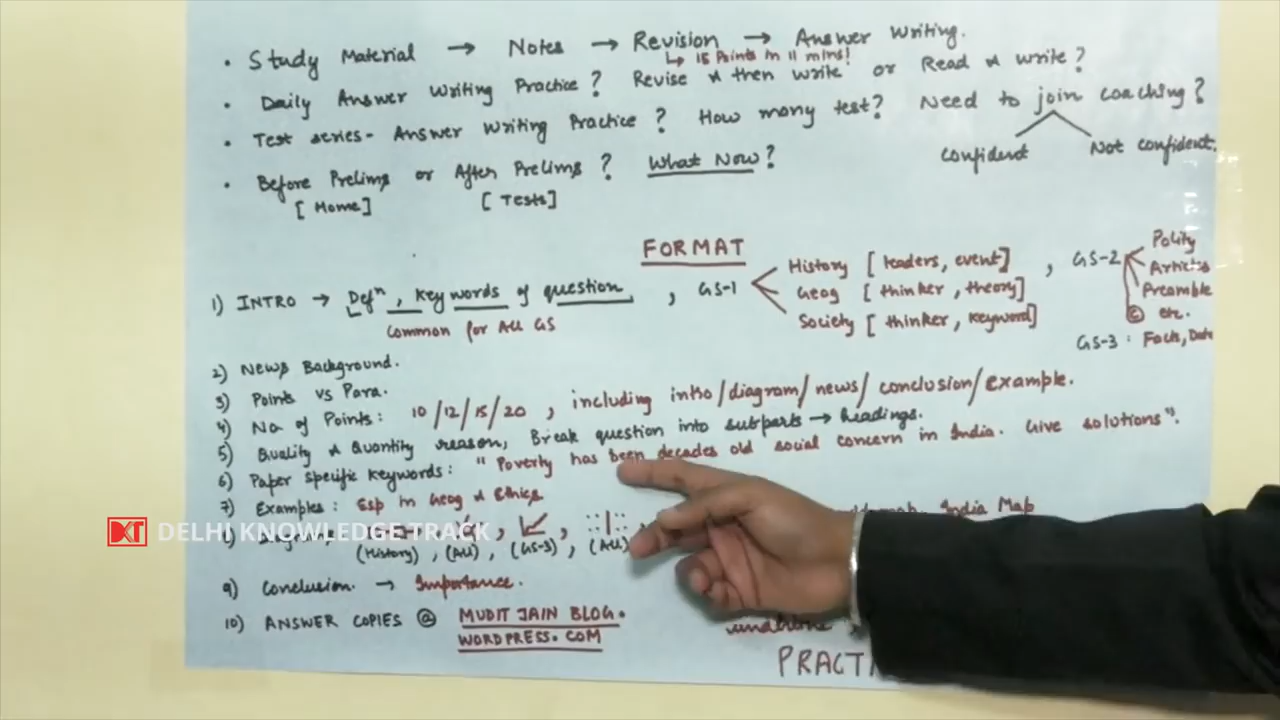 • Study Material → Notes → Revision → Answer Writing.
↳ 15 Points in 11 mins!
• Daily Answer Writing Practice? Revise & then write or Read & write?
• Test series - Answer Writing Practice? How many test? Need to join coaching?
Confident Not confident.
• Before Prelims or After Prelims? What Now?
[Home] [Tests]
FORMAT
1) INTRO → Defⁿ, Key words of question, GS-1
Common for All GS
History [leaders, event]
Geog [thinker, theory]
Society [thinker, keyword]
, GS-2
Polity
Articles
Preamble
© etc.
GS-3 : Facts, Data
2) News Background.
3) Points vs Para.
4) No. of Points: 10/12/15/20, including intro/diagram/news/conclusion/Example.
5) Quality & Quantity reason, Break question into subparts → headings.
6) Paper specific keywords: "Poverty has been decades old social concern in India. Give solutions".
7) Examples: Esp in Geog & Ethics
India Map
(History), (All), (GS-3), (All)
9) Conclusion. → Importance.
10) ANSWER COPIES @ MUDIT JAIN BLOG.
WORDPRESS.COM
PRACTI
DKT DELHI KNOWLEDGE TRACK